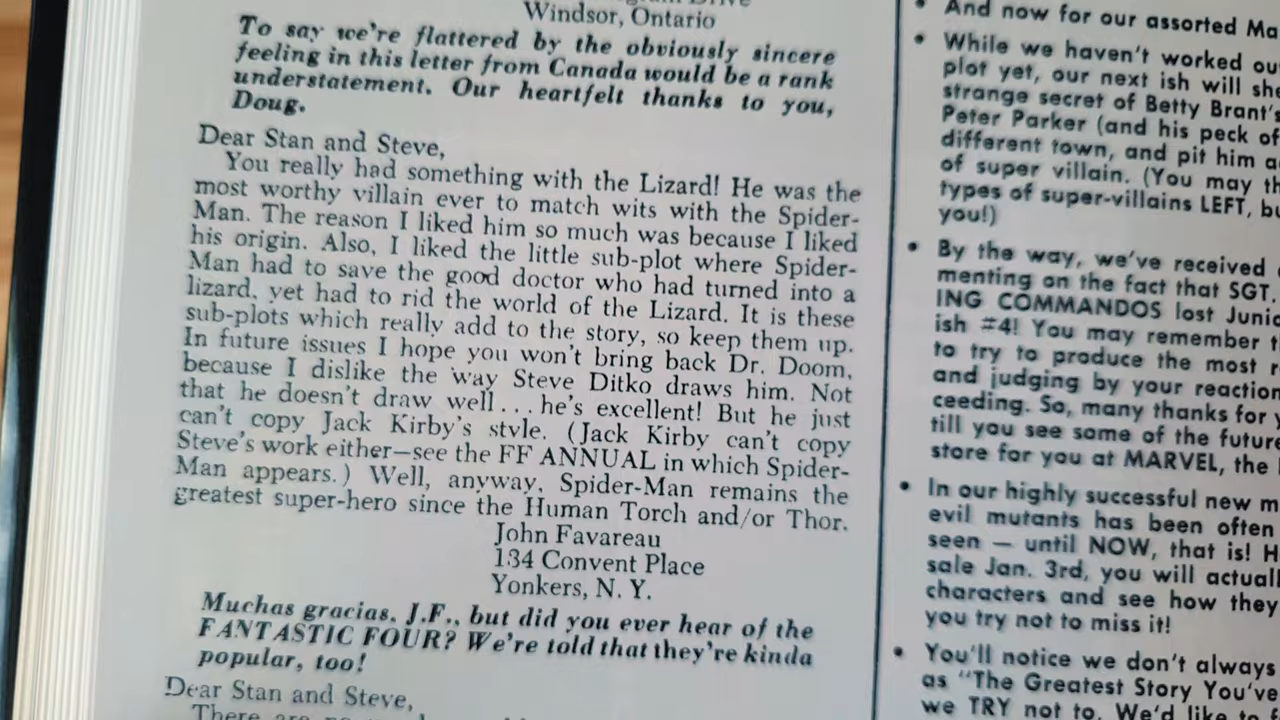 Windsor, Ontario
To say we're flattered by the obviously sincere
feeling in this letter from Canada would be a rank
understatement. Our heartfelt thanks to you,
Doug.
Dear Stan and Steve,
You really had something with the Lizard! He was the
most worthy villain ever to match wits with the Spider-
Man. The reason I liked him so much was because I liked
his origin. Also, I liked the little sub-plot where Spider-
Man had to save the good doctor who had turned into a
lizard, yet had to rid the world of the Lizard. It is these
sub-plots which really add to the story, so keep them up.
In future issues I hope you won't bring back Dr. Doom,
because I dislike the way Steve Ditko draws him. Not
that he doesn't draw well... he's excellent! But he just
can't copy Jack Kirby's style. (Jack Kirby can't copy
Steve's work either—see the FF ANNUAL in which Spider-
Man appears.) Well, anyway, Spider-Man remains the
greatest super-hero since the Human Torch and/or Thor.
John Favareau
134 Convent Place
Yonkers, N. Y.
Muchas gracias, J.F., but did you ever hear of the
FANTASTIC FOUR? We're told that they're kinda
popular, too!
Dear Stan and Steve,
There are
• And now for our assorted Ma
• While we haven't worked ou
plot yet, our next ish will she
strange secret of Betty Brant's
Peter Parker (and his peck of
different town, and pit him a
of super villain. (You may th
types of super-villains LEFT, bu
you!)
• By the way, we've received
menting on the fact that SGT.
ING COMMANDOS lost Junio
ish #4! You may remember t
to try to produce the most r
and judging by your reaction
ceeding. So, many thanks for y
till you see some of the future
store for you at MARVEL, the
• In our highly successful new m
evil mutants has been often
seen — until NOW, that is! H
sale Jan. 3rd, you will actuall
characters and see how they
you try not to miss it!
• You'll notice we don't always
as "The Greatest Story You've
we TRY not to. We'd like to